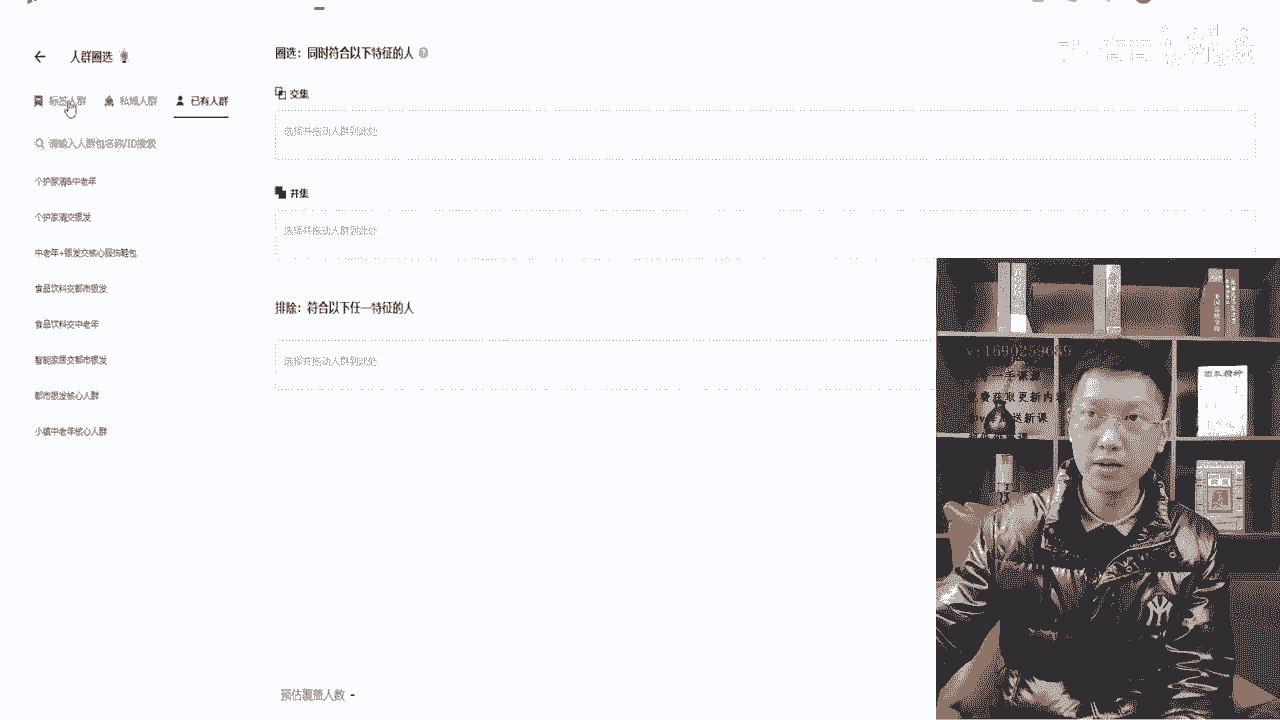 人群圈选
标签人群 私域人群 已有人群
请输入人群包名称/ID搜索
个护家清&中老年
个护家清交银发
中老年+银发交核心服饰鞋包
食品饮料交都市银发
食品饮料交中老年
智能家居交都市银发
都市银发核心人群
小镇中老年核心人群
圈选：同时符合以下特征的人
交集
选择并拖动人群到此处
并集
选择并拖动人群到此处
排除：符合以下任一特征的人
选择并拖动人群到此处
预估覆盖人数 -